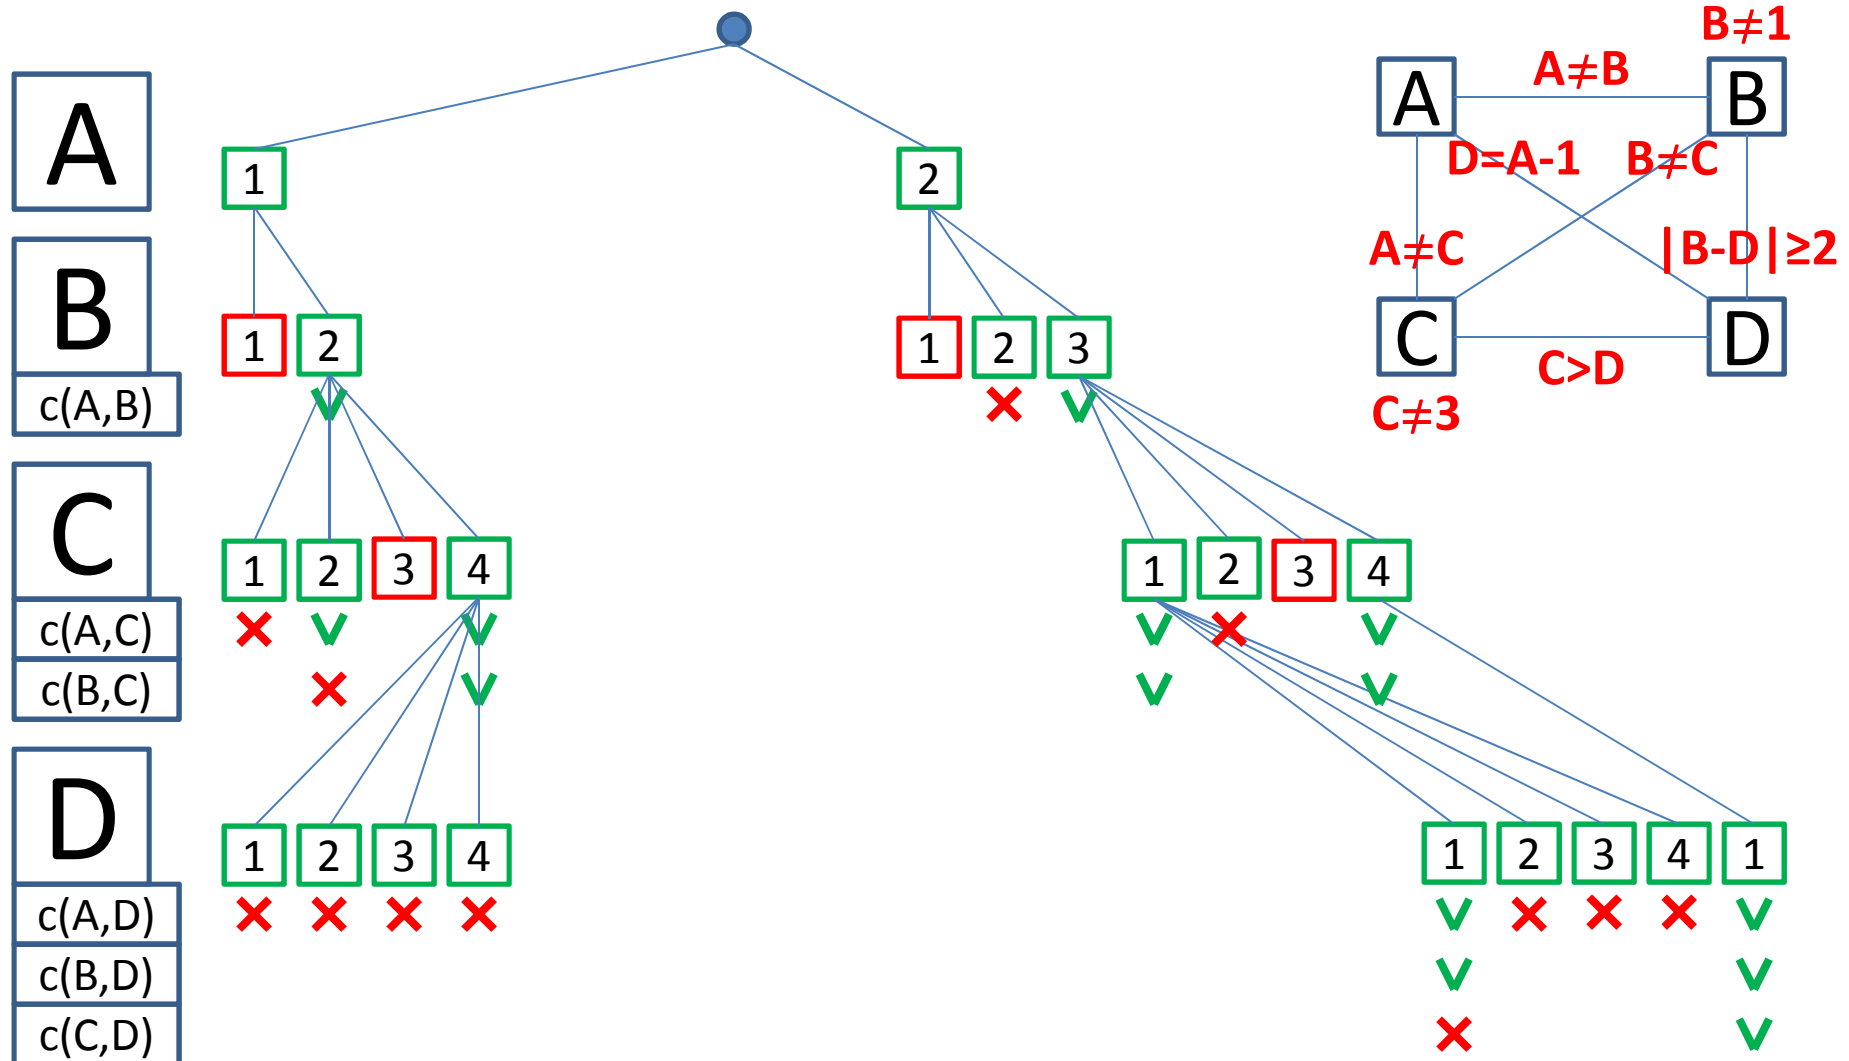 B≠1
A≠B
A
B
A
1
2
D=A-1
B≠C
A≠C
|B-D|≥2
B
1
2
1
2
3
C
D
C>D
c(A,B)
C≠3
C
1
2
3
4
1
2
3
4
c(A,C)
c(B,C)
D
1
2
3
4
1
2
3
4
1
c(A,D)
c(B,D)
c(C,D)